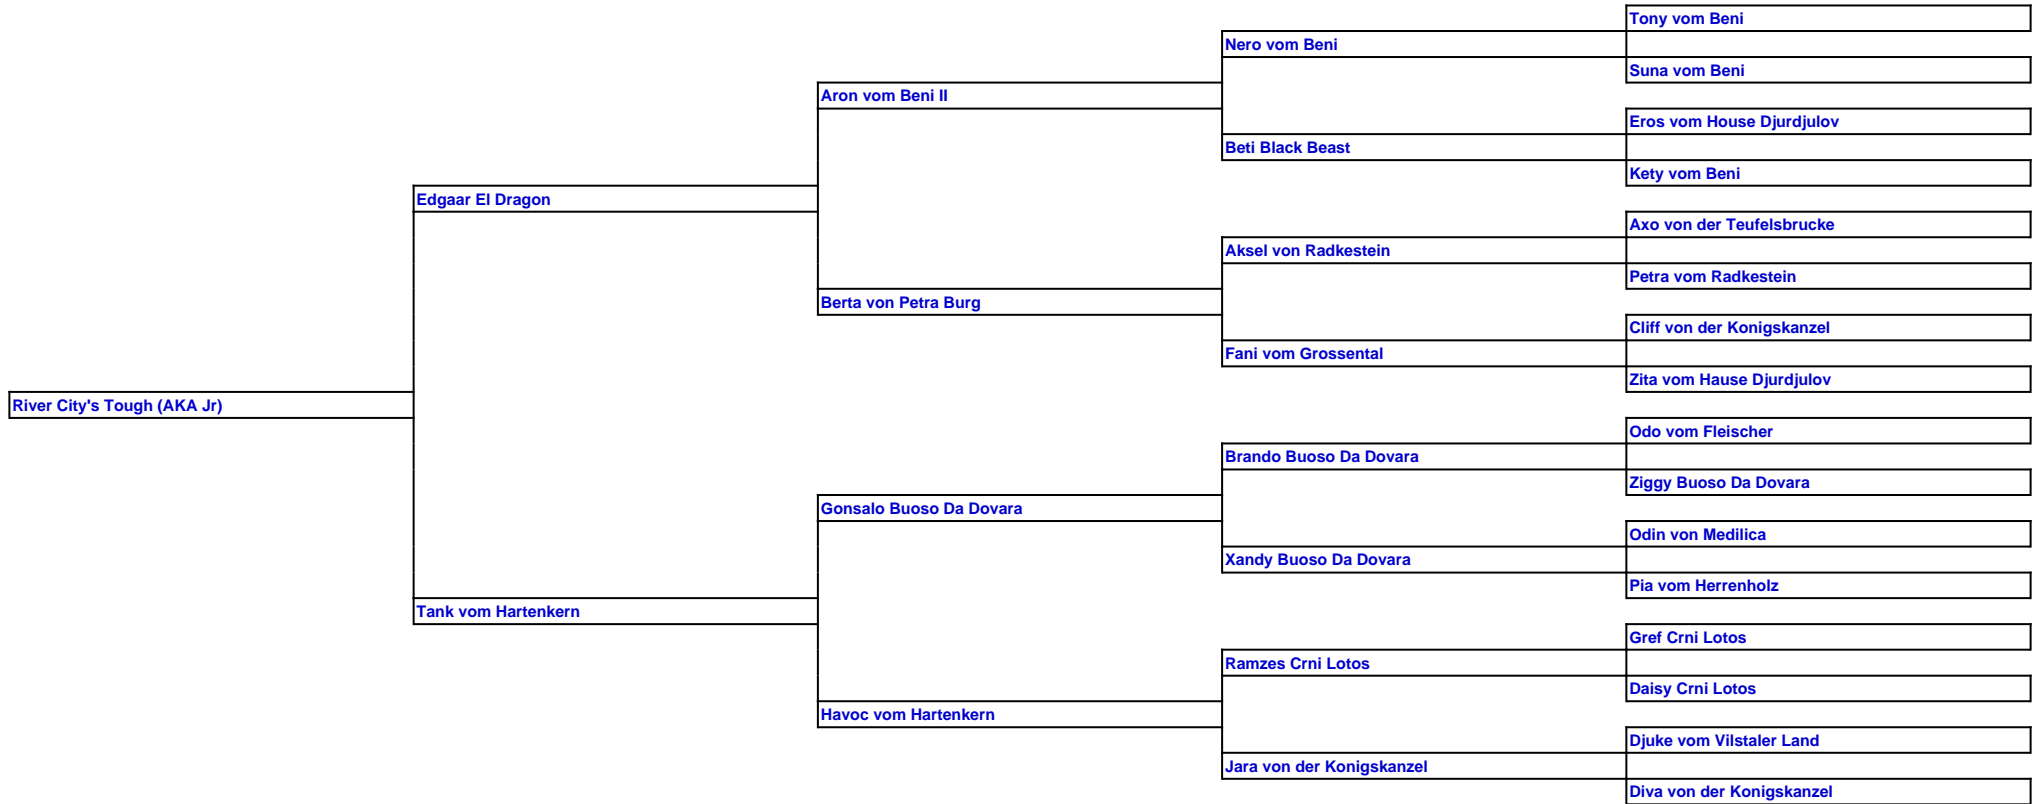 Tony vom Beni
Nero vom Beni
Suna vom Beni
Aron vom Beni II
Eros vom House Djurdjulov
Beti Black Beast
Kety vom Beni
Edgaar El Dragon
Axo von der Teufelsbrucke
Aksel von Radkestein
Petra vom Radkestein
Berta von Petra Burg
Cliff von der Konigskanzel
Fani vom Grossental
Zita vom Hause Djurdjulov
River City's Tough (AKA Jr)
Odo vom Fleischer
Brando Buoso Da Dovara
Ziggy Buoso Da Dovara
Gonsalo Buoso Da Dovara
Odin von Medilica
Xandy Buoso Da Dovara
Pia vom Herrenholz
Tank vom Hartenkern
Gref Crni Lotos
Ramzes Crni Lotos
Daisy Crni Lotos
Havoc vom Hartenkern
Djuke vom Vilstaler Land
Jara von der Konigskanzel
Diva von der Konigskanzel